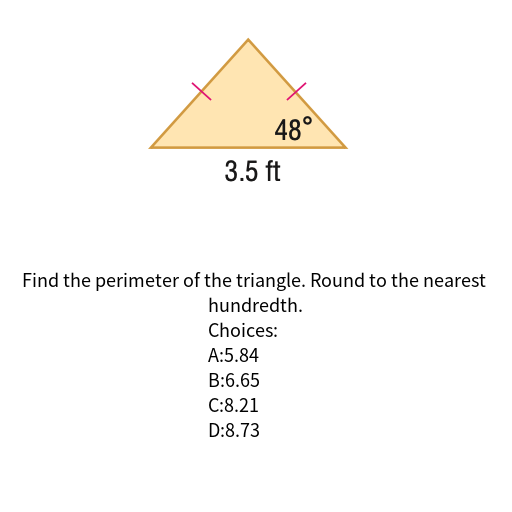 48°
3.5 ft
Find the perimeter of the triangle. Round to the nearest
hundredth.
Choices:
A:5.84
B:6.65
C:8.21
D:8.73